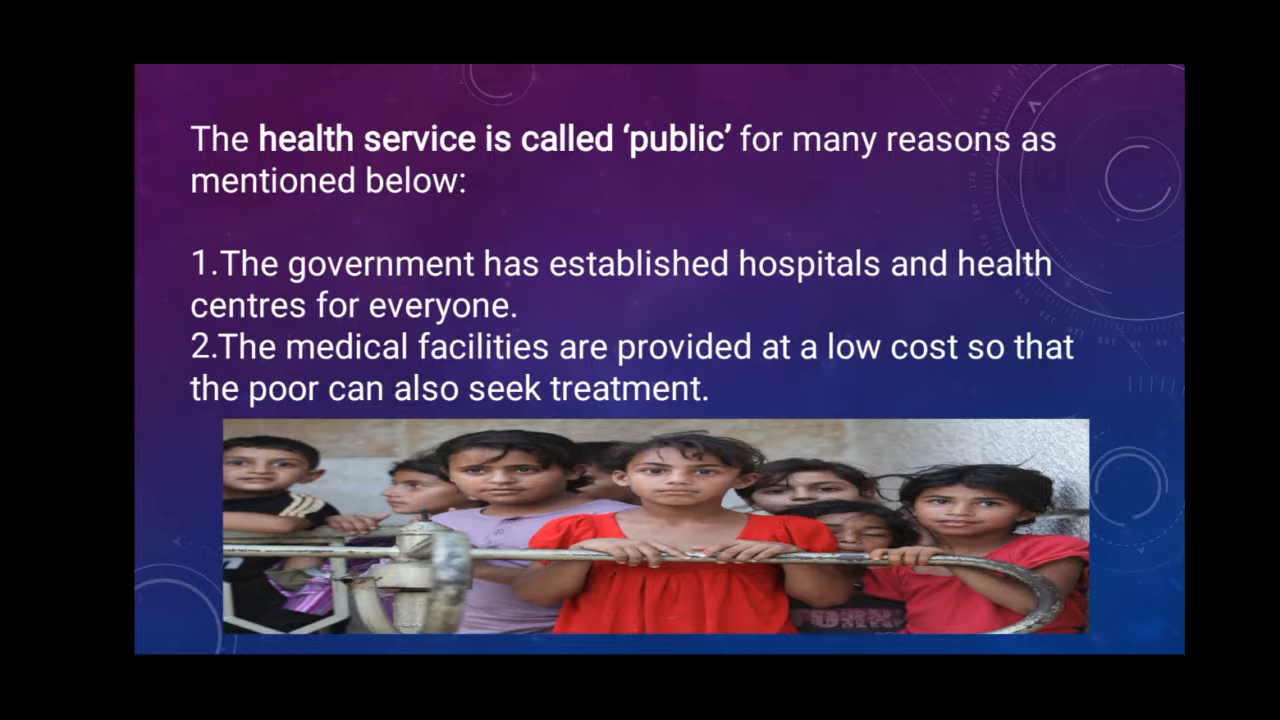 The health service is called ‘public’ for many reasons as
mentioned below:
1.The government has established hospitals and health
centres for everyone.
2.The medical facilities are provided at a low cost so that
the poor can also seek treatment.